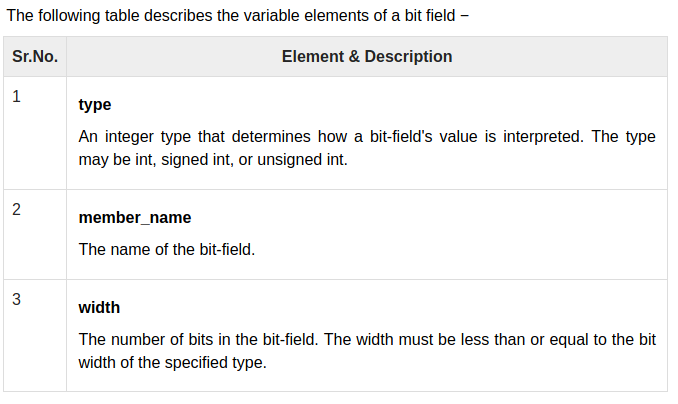 The following table describes the variable elements of a bit field −
Sr.No. Element & Description
1
type
An integer type that determines how a bit-field's value is interpreted. The type
may be int, signed int, or unsigned int.
2
member_name
The name of the bit-field.
3
width
The number of bits in the bit-field. The width must be less than or equal to the bit
width of the specified type.